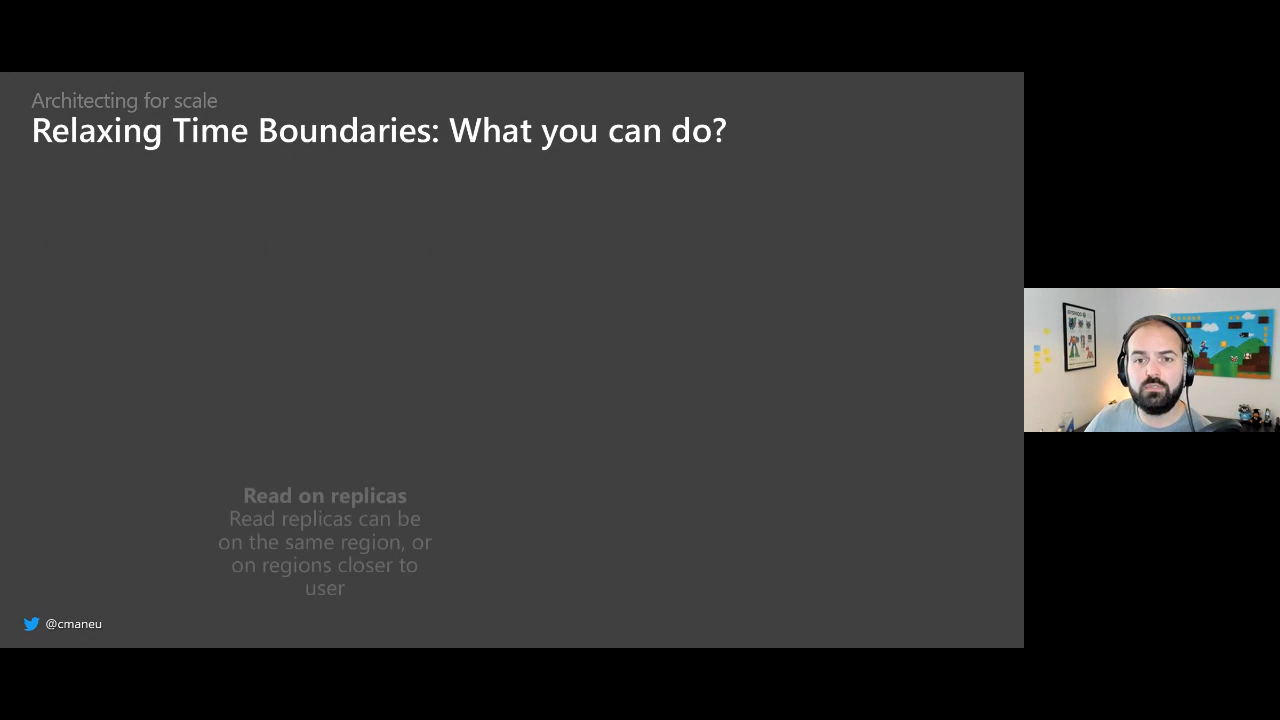 Architecting for scale
Relaxing Time Boundaries: What you can do?
Read on replicas
Read replicas can be
on the same region, or
on regions closer to
user
@cmaneu